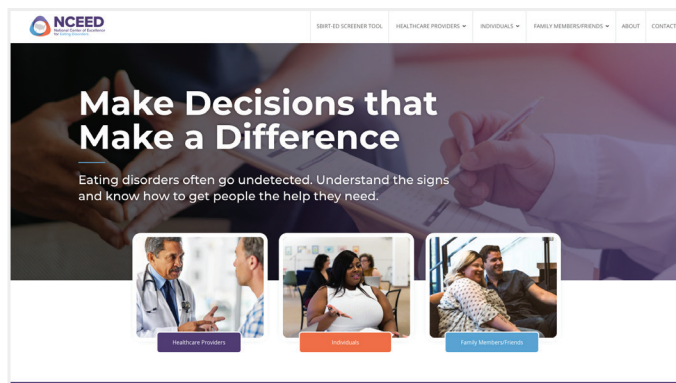 NCEED
National Center of Excellence
for Eating Disorders
SBIRT-ED SCREENER TOOL
HEALTHCARE PROVIDERS
INDIVIDUALS
FAMILY MEMBERS/FRIENDS
ABOUT
CONTACT
Make Decisions that
Make a Difference
Eating disorders often go undetected. Understand the signs
and know how to get people the help they need.
Healthcare Providers
Individuals
Family Members/Friends